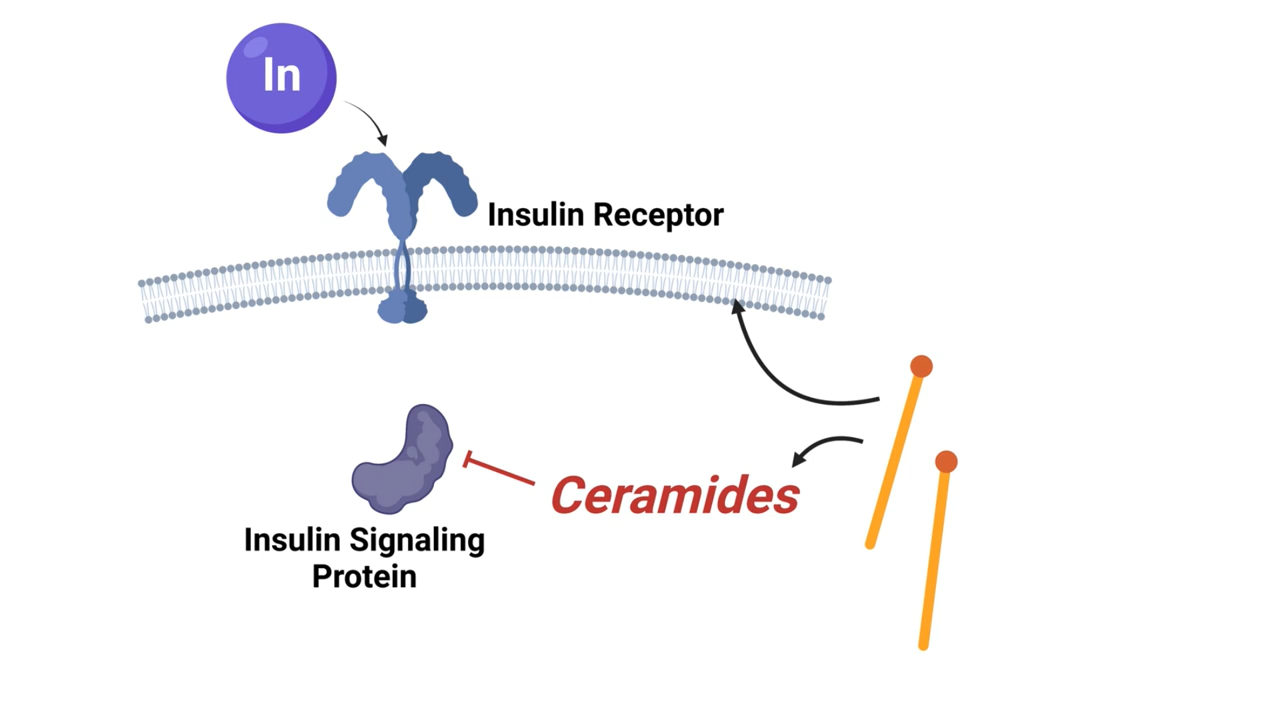 In
Insulin Receptor
Ceramides
Insulin Signaling
Protein